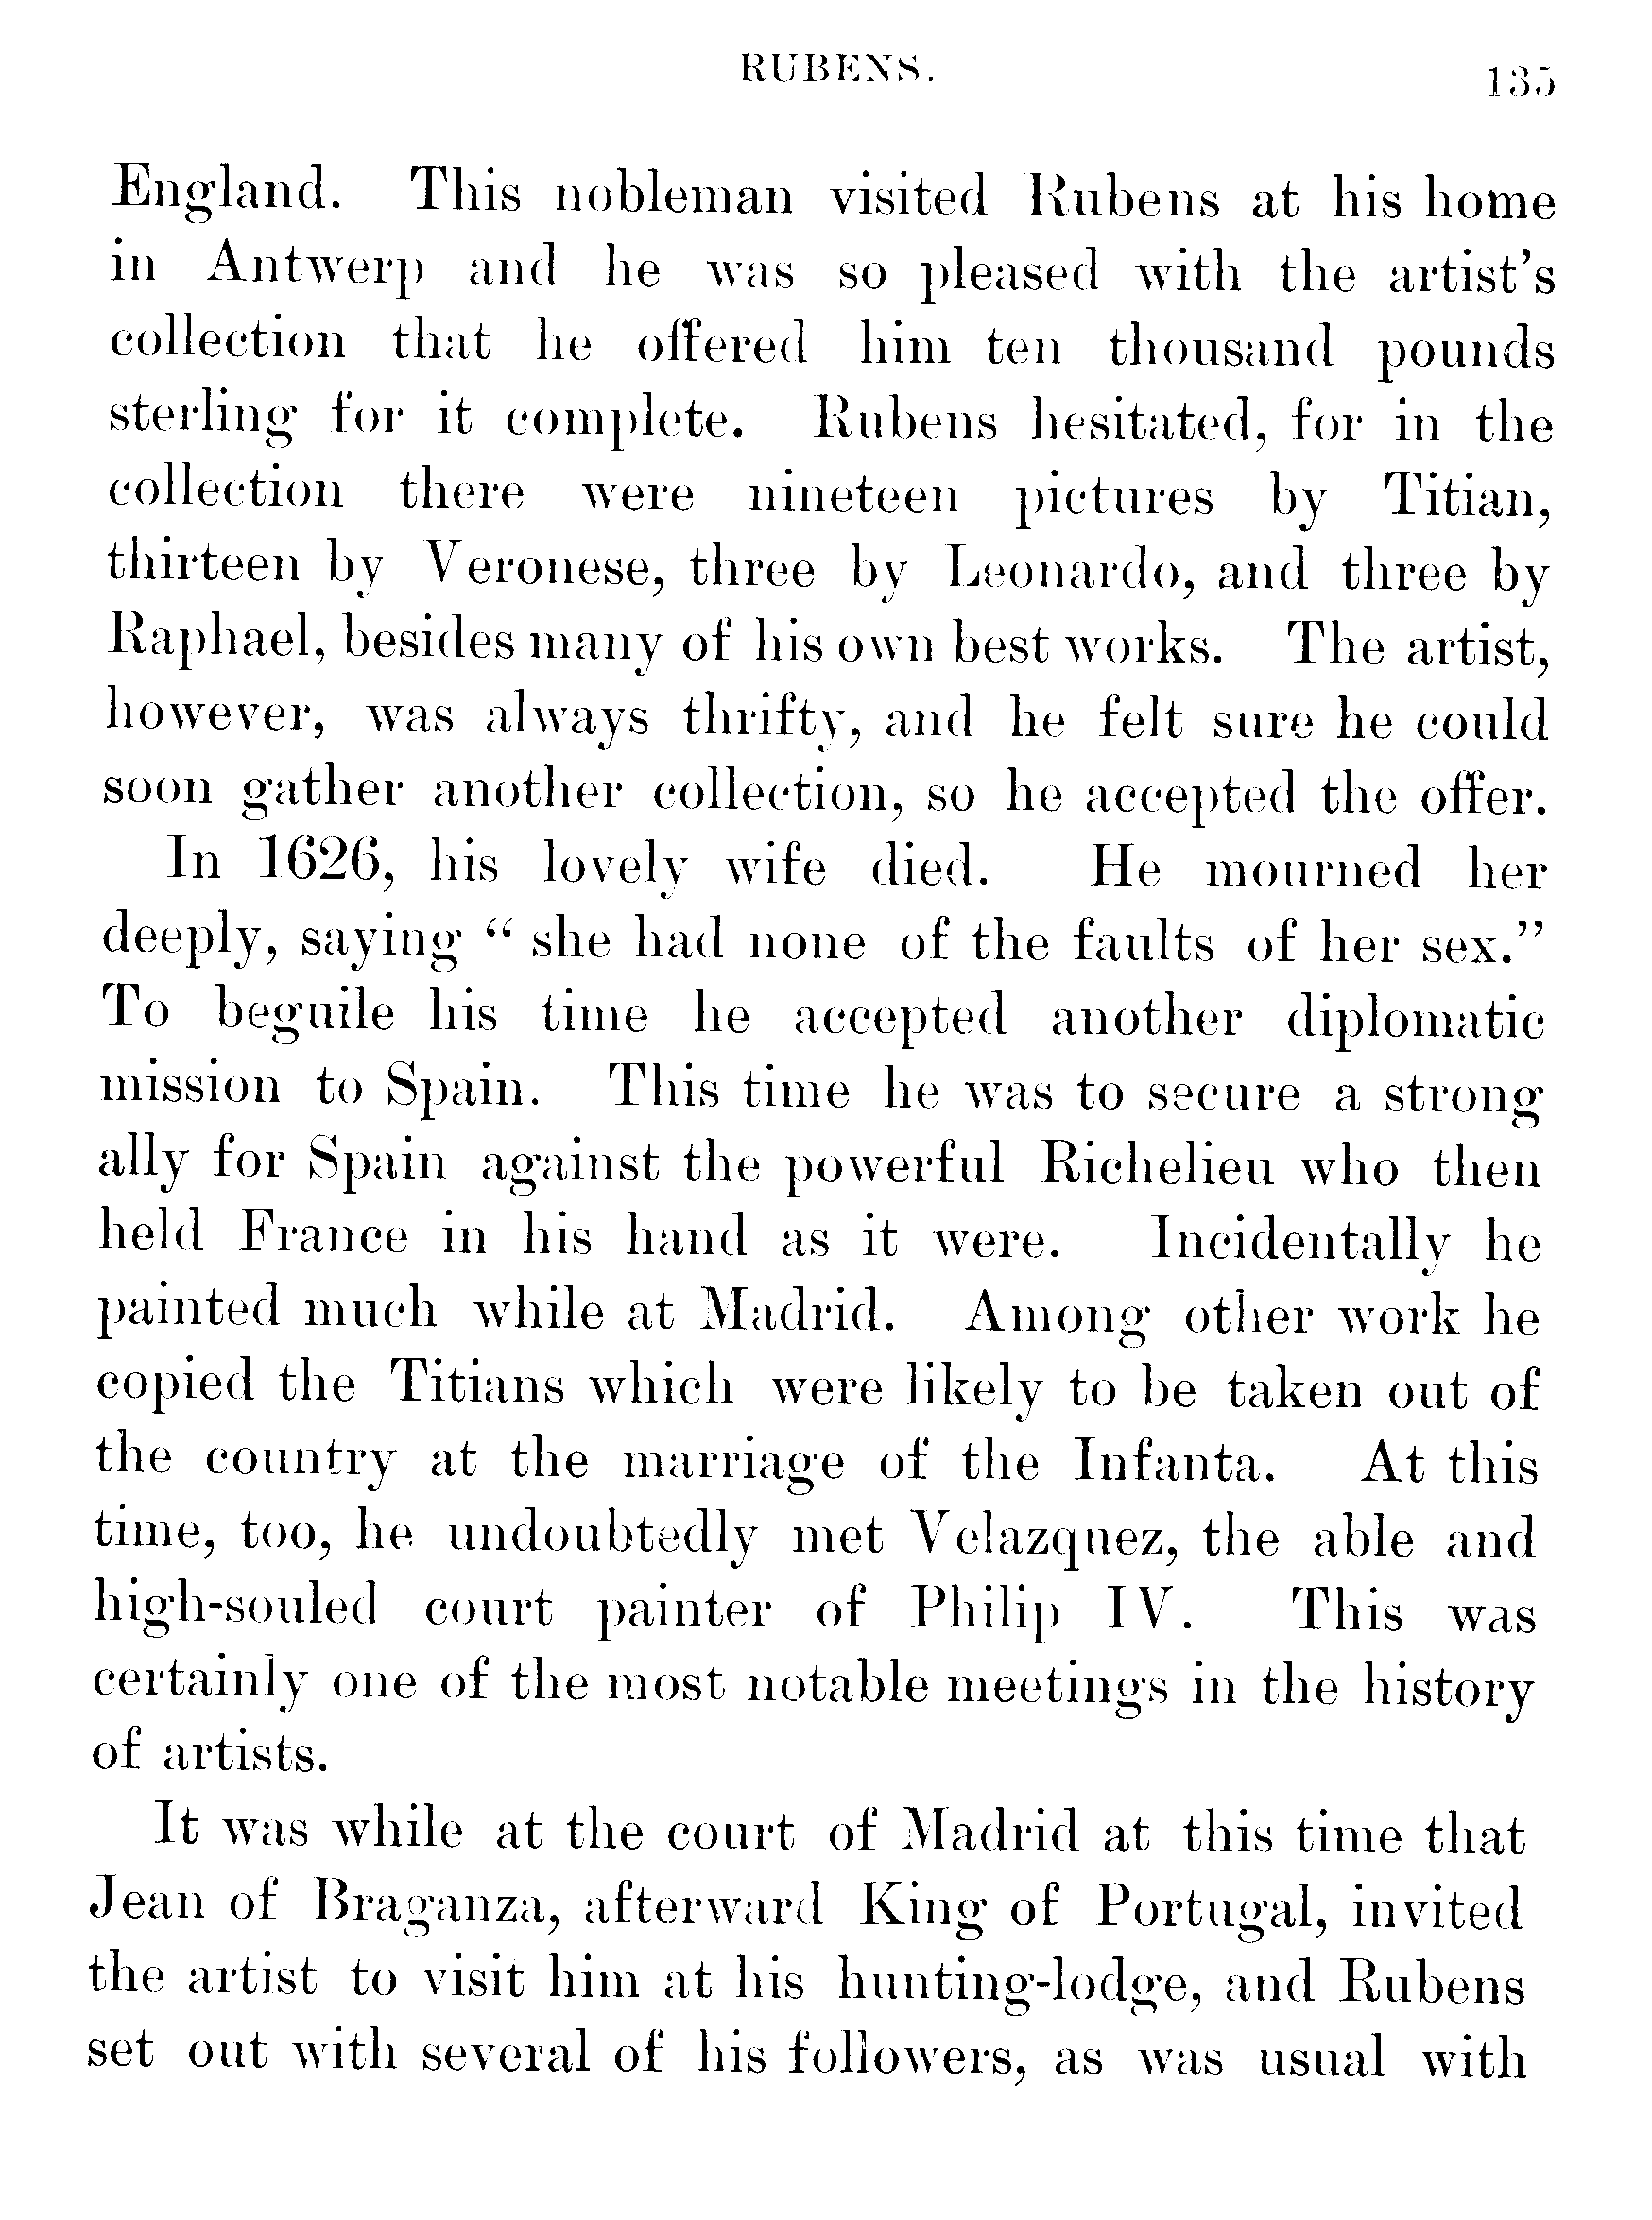 RUBENS.
135
England. This nobleman visited Rubens at his home
in Antwerp and he was so pleased with the artist's
collection that he offered him ten thousand pounds
sterling for it complete. Rubens hesitated, for in the
collection there were nineteen pictures by Titian,
thirteen by Veronese, three by Leonardo, and three by
Raphael, besides many of his own best works. The artist,
however, was always thrifty, and he felt sure he could
soon gather another collection, so he accepted the offer.
In 1626, his lovely wife died. He mourned her
deeply, saying “ she had none of the faults of her sex.”
To beguile his time he accepted another diplomatic
mission to Spain. This time he was to secure a strong
ally for Spain against the powerful Richelieu who then
held France in his hand as it were. Incidentally he
painted much while at Madrid. Among other work he
copied the Titians which were likely to be taken out of
the country at the marriage of the Infanta. At this
time, too, he undoubtedly met Velazquez, the able and
high-souled court painter of Philip IV. This was
certainly one of the most notable meetings in the history
of artists.
It was while at the court of Madrid at this time that
Jean of Braganza, afterward King of Portugal, invited
the artist to visit him at his hunting-lodge, and Rubens
set out with several of his followers, as was usual with